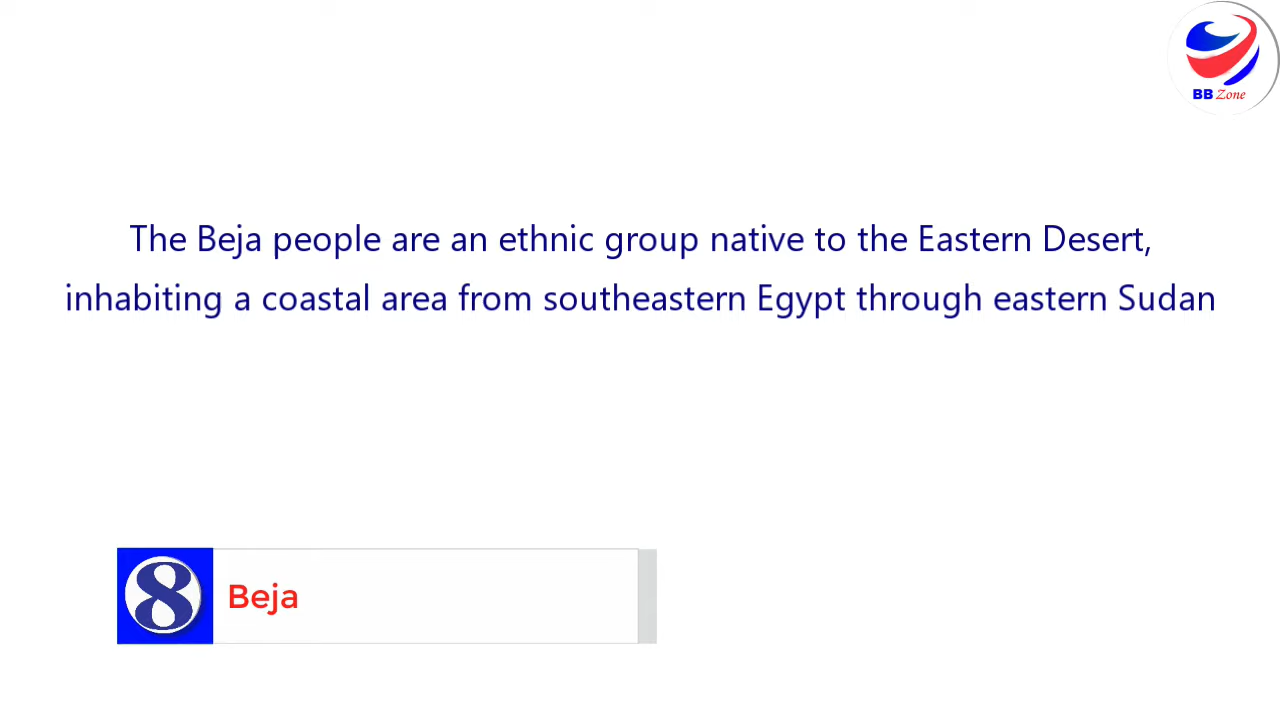 BB Zone
The Beja people are an ethnic group native to the Eastern Desert,
inhabiting a coastal area from southeastern Egypt through eastern Sudan
8 Beja